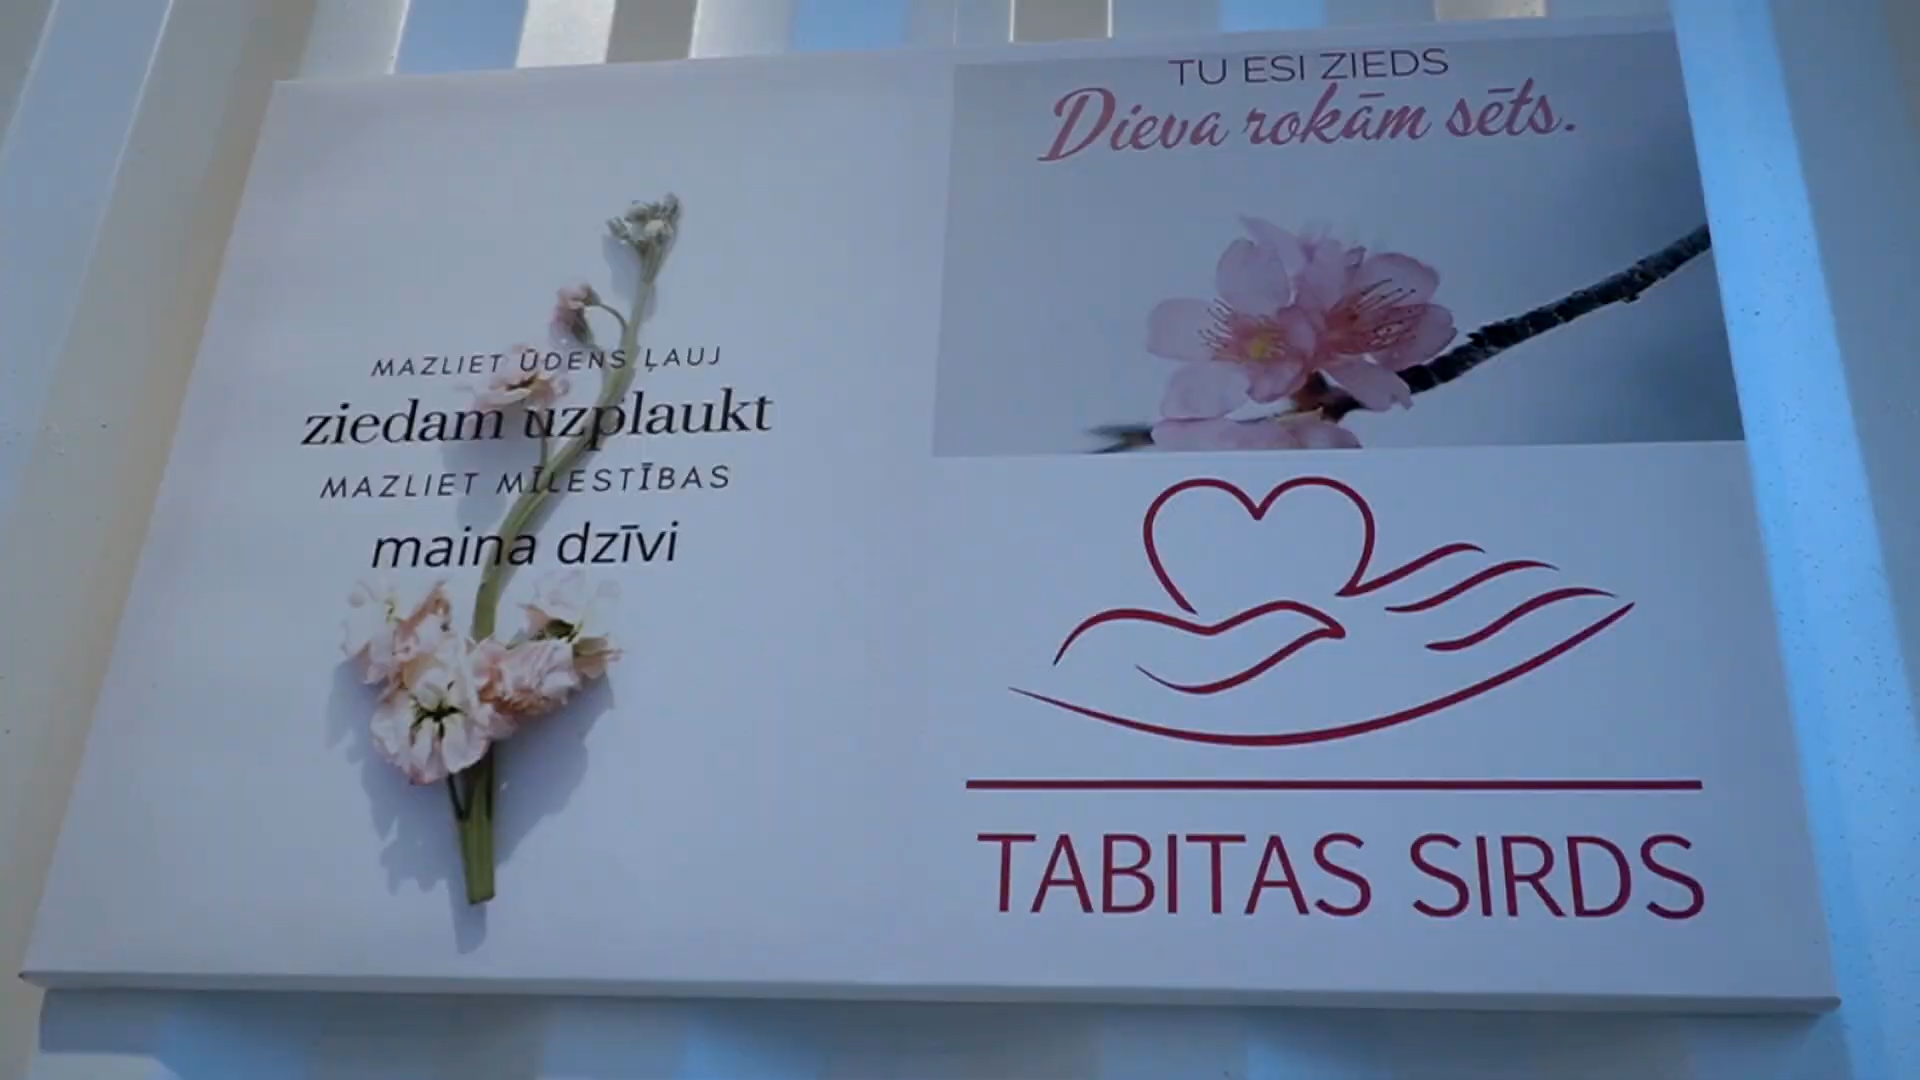 MAZLIET ŪDENS ĻAUJ
ziedam uzplaukt
MAZLIET MĪLESTĪBAS
maina dzīvi
TU ESI ZIEDS
Dieva rokām sēts.
TABITAS SIRDS